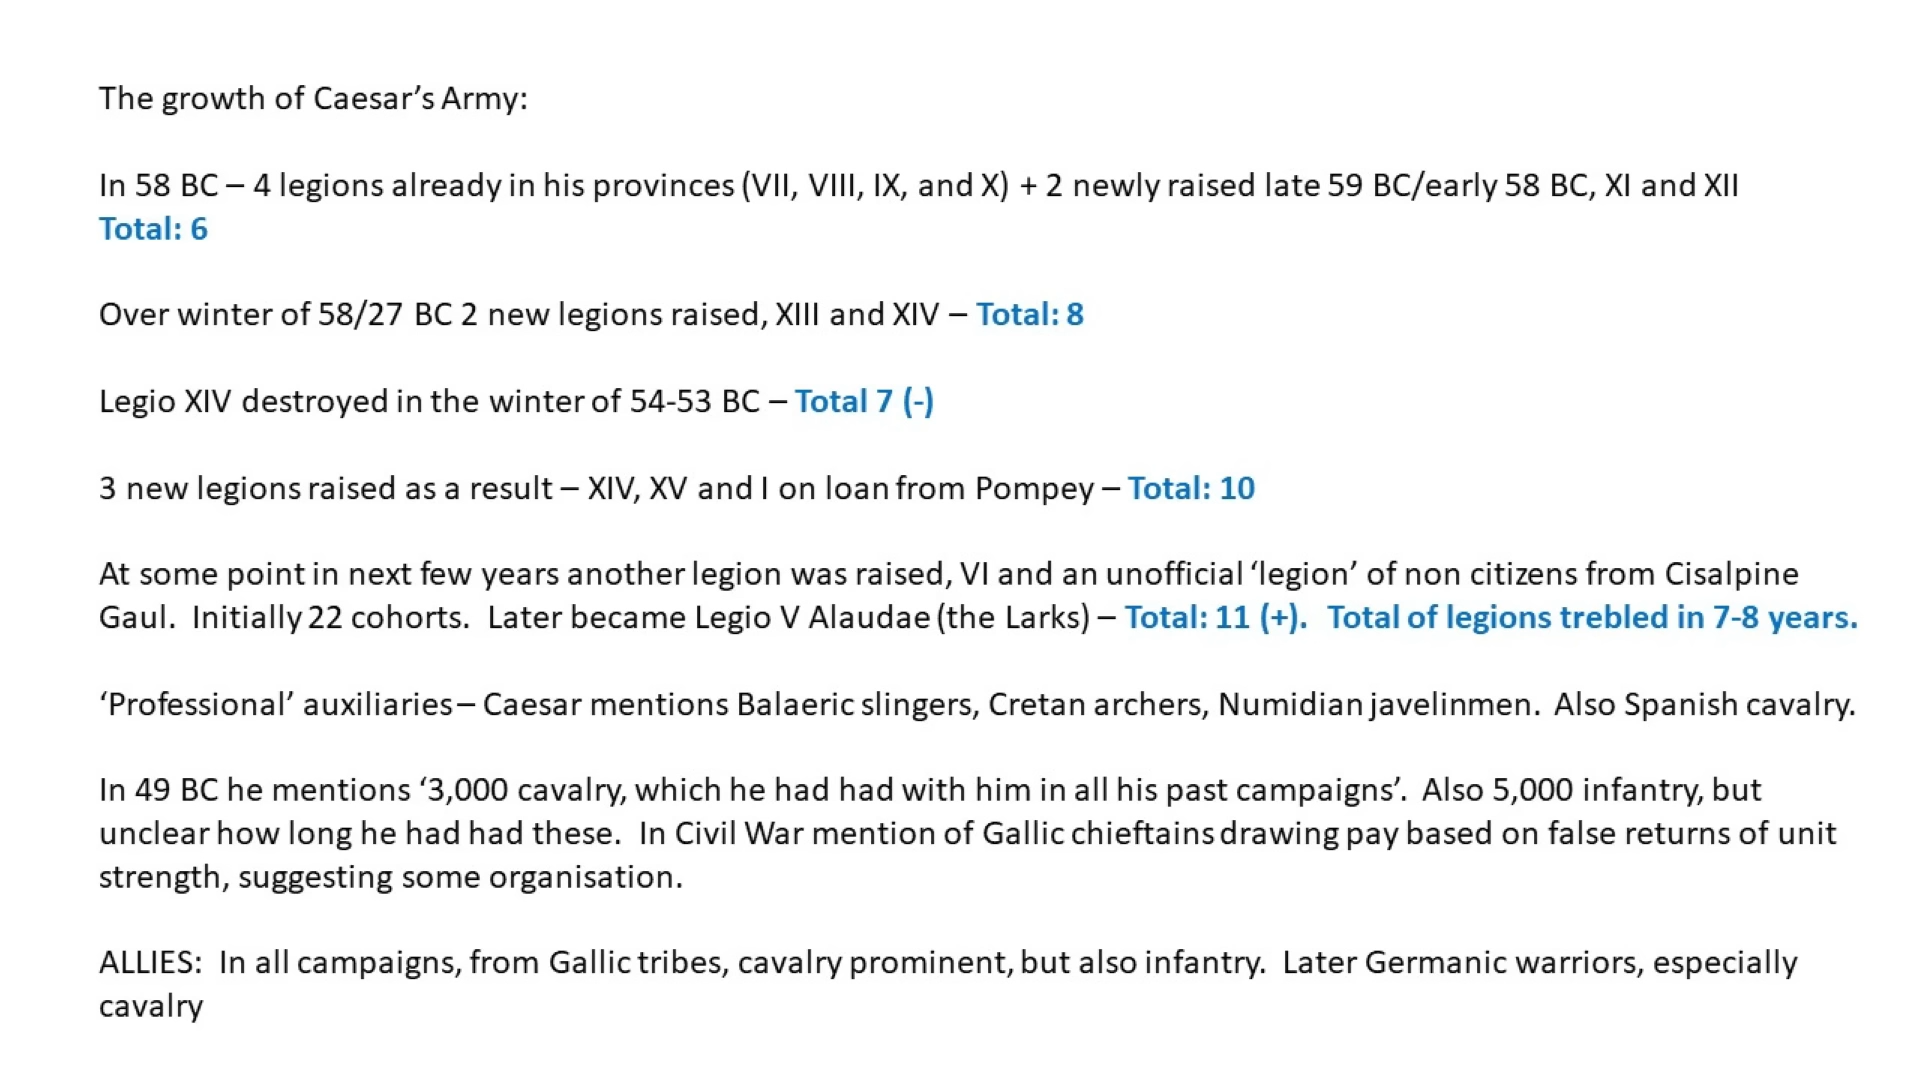 The growth of Caesar’s Army:
In 58 BC – 4 legions already in his provinces (VII, VIII, IX, and X) + 2 newly raised late 59 BC/early 58 BC, XI and XII
Total: 6
Over winter of 58/27 BC 2 new legions raised, XIII and XIV – Total: 8
Legio XIV destroyed in the winter of 54-53 BC – Total 7 (-)
3 new legions raised as a result – XIV, XV and I on loan from Pompey – Total: 10
At some point in next few years another legion was raised, VI and an unofficial ‘legion’ of non citizens from Cisalpine
Gaul. Initially 22 cohorts. Later became Legio V Alaudae (the Larks) – Total: 11 (+). Total of legions trebled in 7-8 years.
‘Professional’ auxiliaries – Caesar mentions Balaeric slingers, Cretan archers, Numidian javelinmen. Also Spanish cavalry.
In 49 BC he mentions ‘3,000 cavalry, which he had had with him in all his past campaigns’. Also 5,000 infantry, but
unclear how long he had had these. In Civil War mention of Gallic chieftains drawing pay based on false returns of unit
strength, suggesting some organisation.
ALLIES: In all campaigns, from Gallic tribes, cavalry prominent, but also infantry. Later Germanic warriors, especially
cavalry